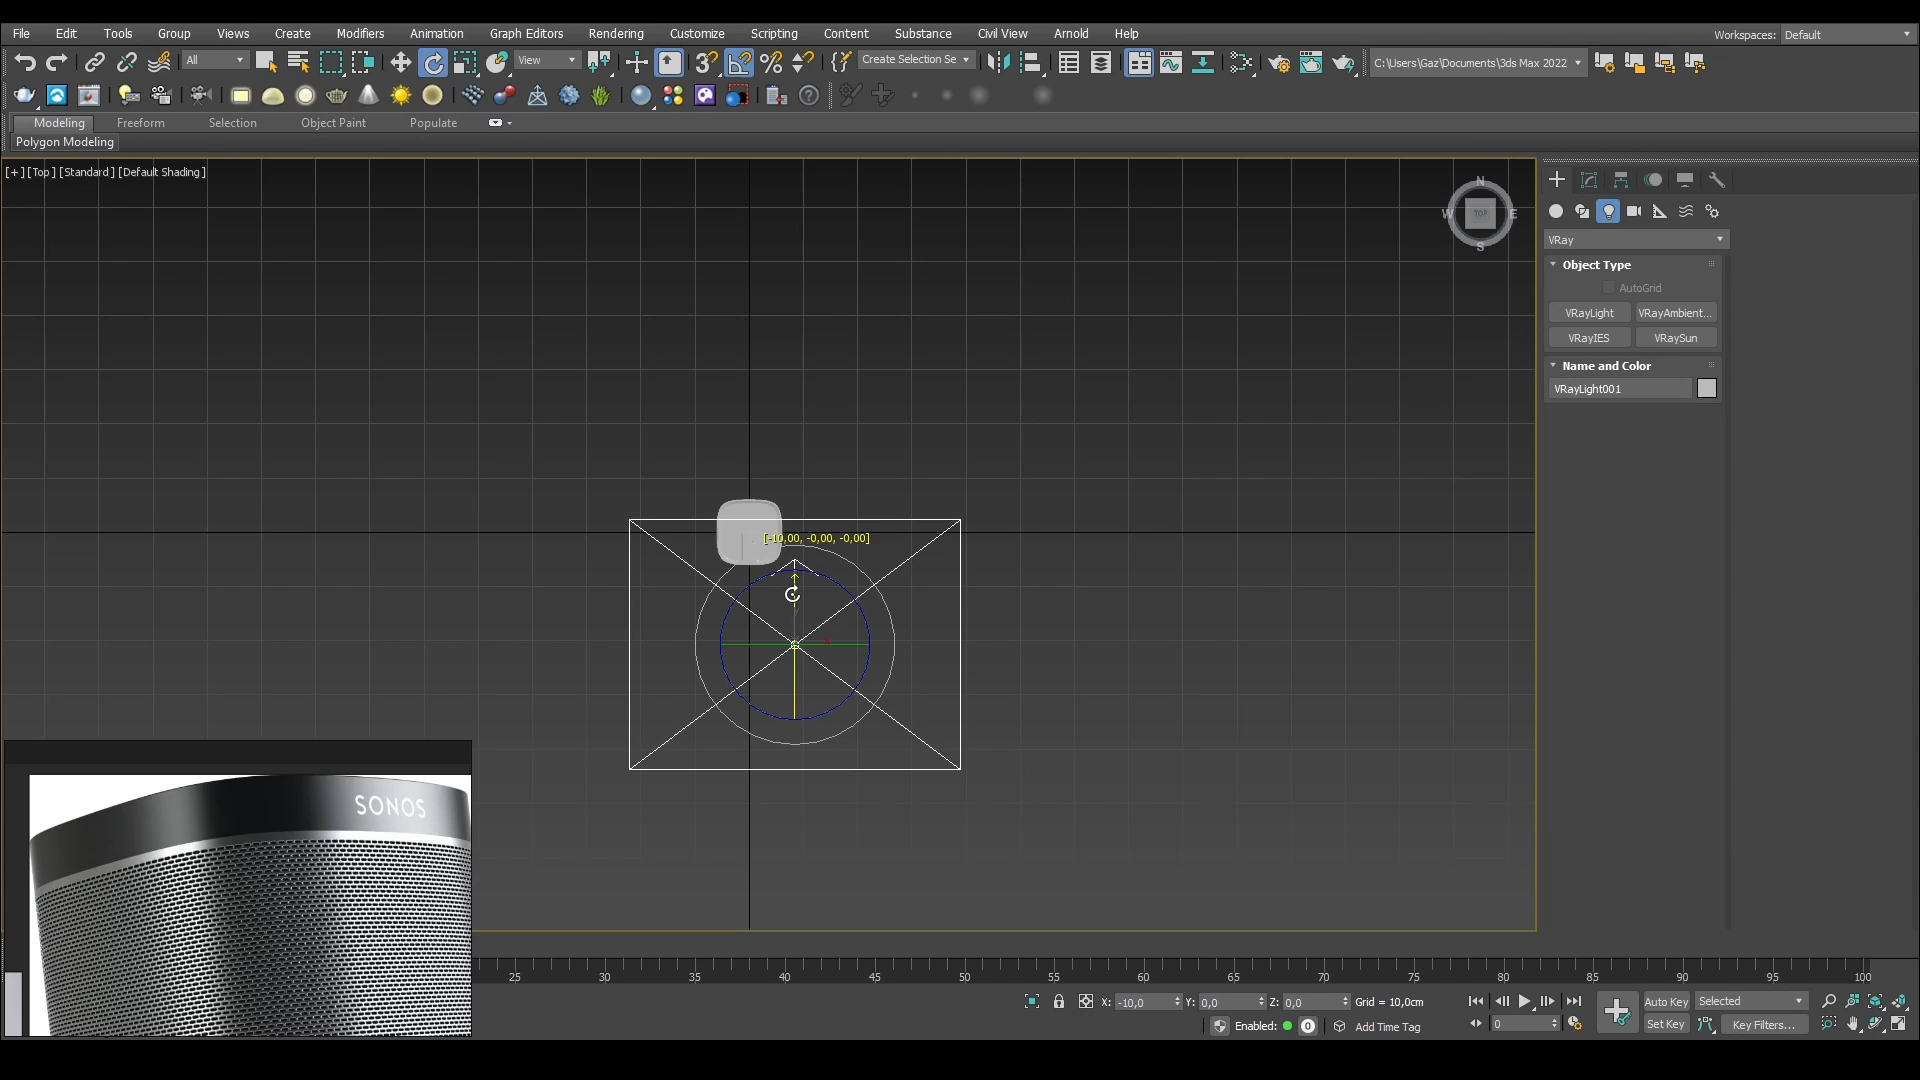 File Edit Tools Group Views Create Modifiers Animation Graph Editors Rendering Customize Scripting Content Substance Civil View Arnold Help Workspaces: Default
All View Create Selection Se C:\Users\Gaz\Documents\3ds Max 2022
Modeling Freeform Selection Object Paint Populate
Polygon Modeling
[+] [Top] [Standard] [Default Shading]
N
W TOP E
S
VRay
Object Type
AutoGrid
VRayLight VRayAmbient...
VRayIES VRaySun
Name and Color
VRayLight001
[-10,00, -0,00, -0,00]
x
SONOS
25 30 35 40 45 50 55 60 65 70 75 80 85 90 95 100
X: -10,0 Y: 0,0 Z: 0,0 Grid = 10,0cm Auto Key Selected
Enabled: 0 Add Time Tag 0 Set Key Key Filters...